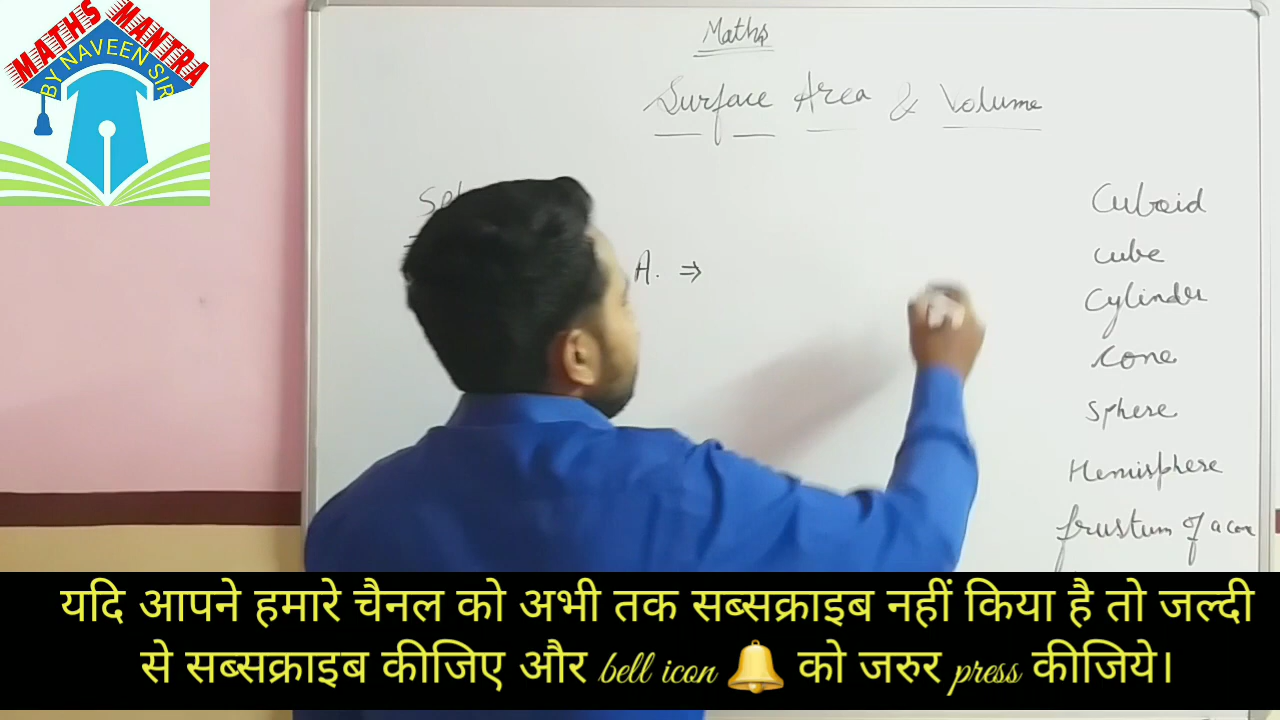 MATHS MANTRA
BY NAVEEN SIR
Maths
Surface Area & Volume
A. ⇒
Cuboid
Cube
Cylinder
Cone
Sphere
Hemisphere
frustum of a cone
यदि आपने हमारे चैनल को अभी तक सब्सक्राइब नहीं किया है तो जल्दी
से सब्सक्राइब कीजिए और bell icon 🔔 को जरुर press कीजिये।